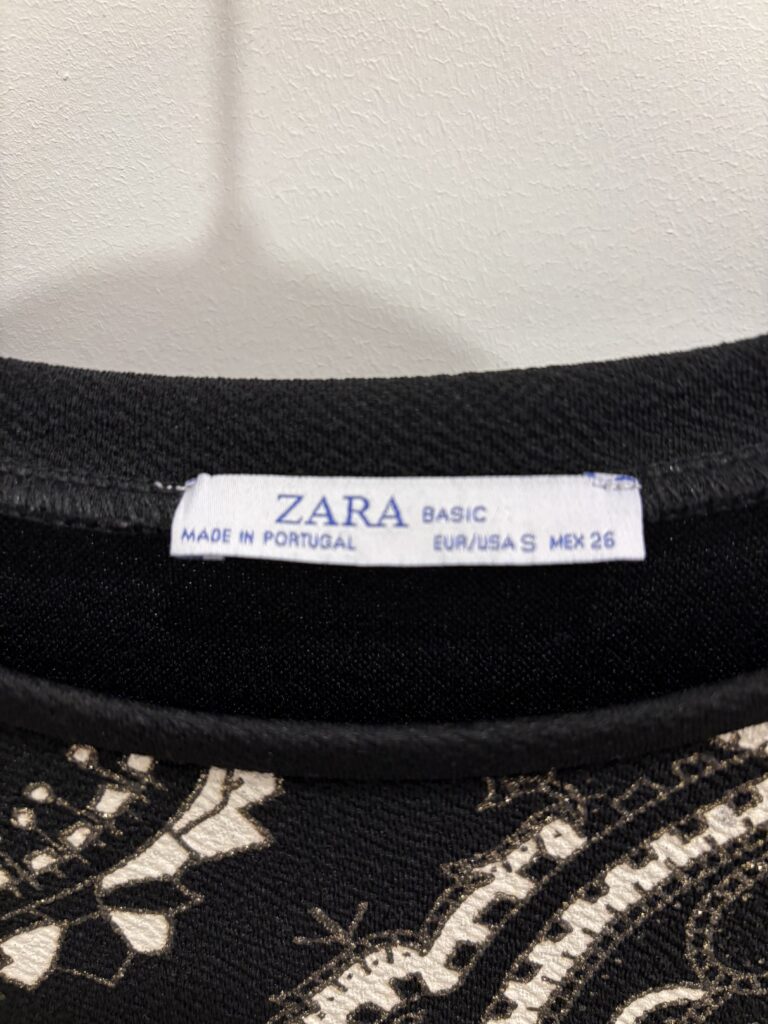 ZARA BASIC
MADE IN PORTUGAL EUR/USA S MEX 26